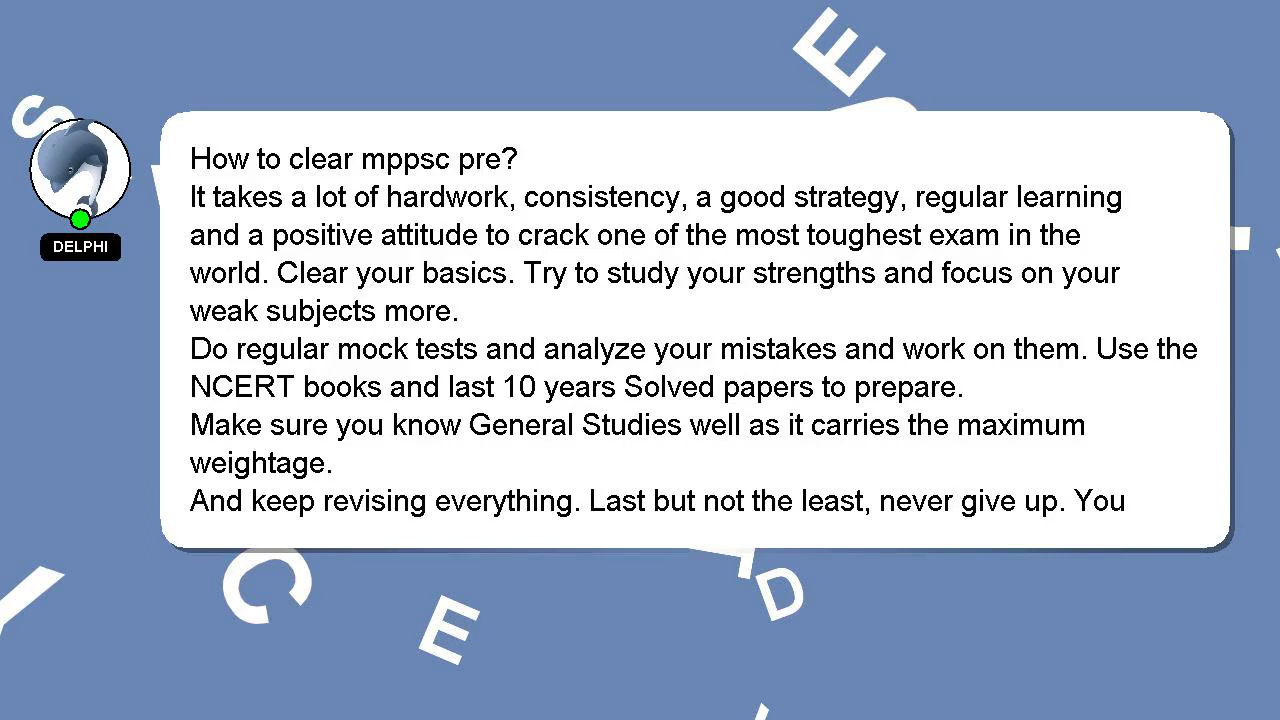 How to clear mppsc pre?
It takes a lot of hardwork, consistency, a good strategy, regular learning
and a positive attitude to crack one of the most toughest exam in the
world. Clear your basics. Try to study your strengths and focus on your
weak subjects more.
Do regular mock tests and analyze your mistakes and work on them. Use the
NCERT books and last 10 years Solved papers to prepare.
Make sure you know General Studies well as it carries the maximum
weightage.
And keep revising everything. Last but not the least, never give up. You
DELPHI
S
E
C
E
D